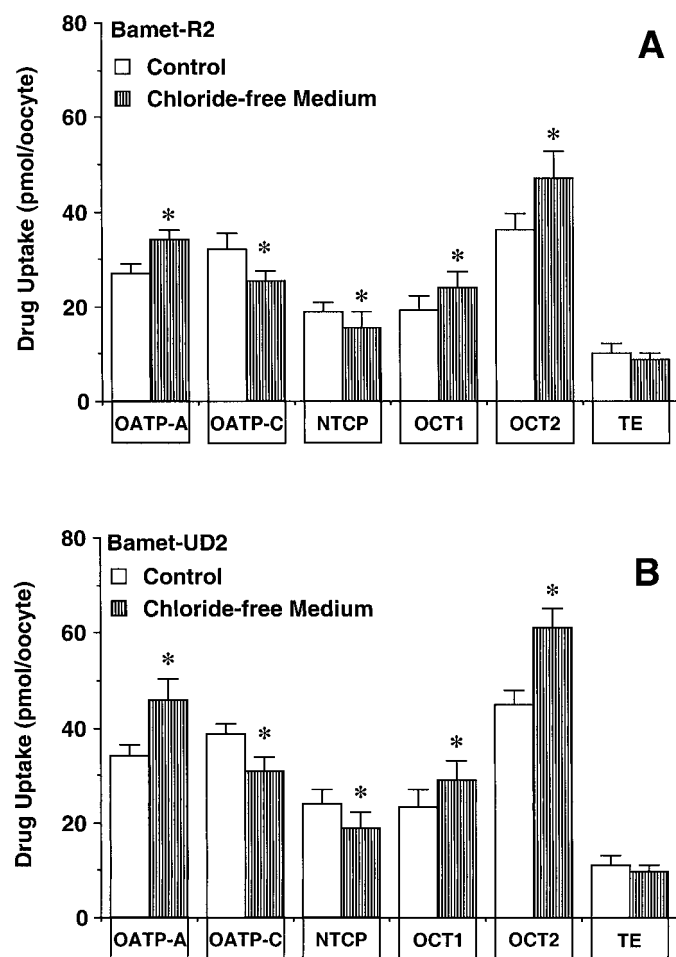 Bamet-R2
A
Control
Chloride-free Medium
Drug Uptake (pmol/oocyte)
80
60
40
20
0
* * * * *
OATP-A OATP-C NTCP OCT1 OCT2 TE
Bamet-UD2
B
Control
Chloride-free Medium
Drug Uptake (pmol/oocyte)
80
60
40
20
0
* * * * *
OATP-A OATP-C NTCP OCT1 OCT2 TE